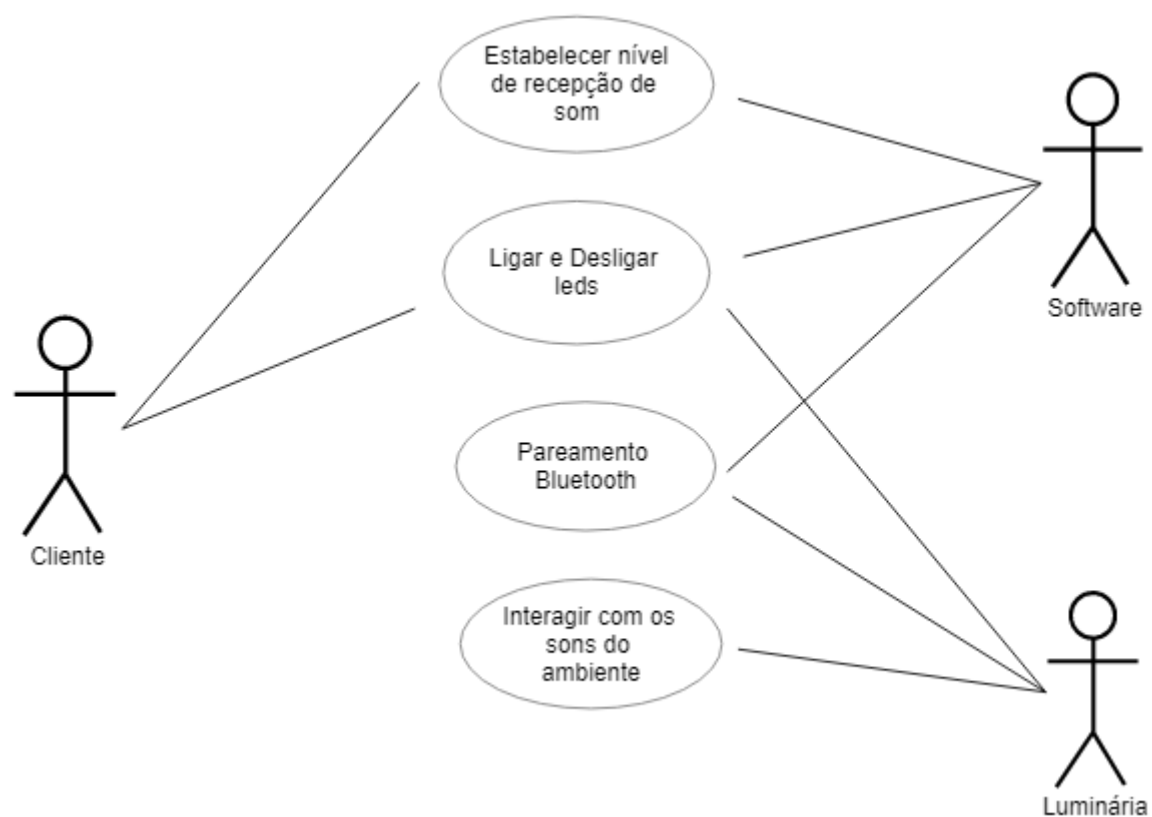 Estabelecer nível
de recepção de
som
Ligar e Desligar
leds
Pareamento
Bluetooth
Interagir com os
sons do
ambiente
Cliente
Software
Luminária